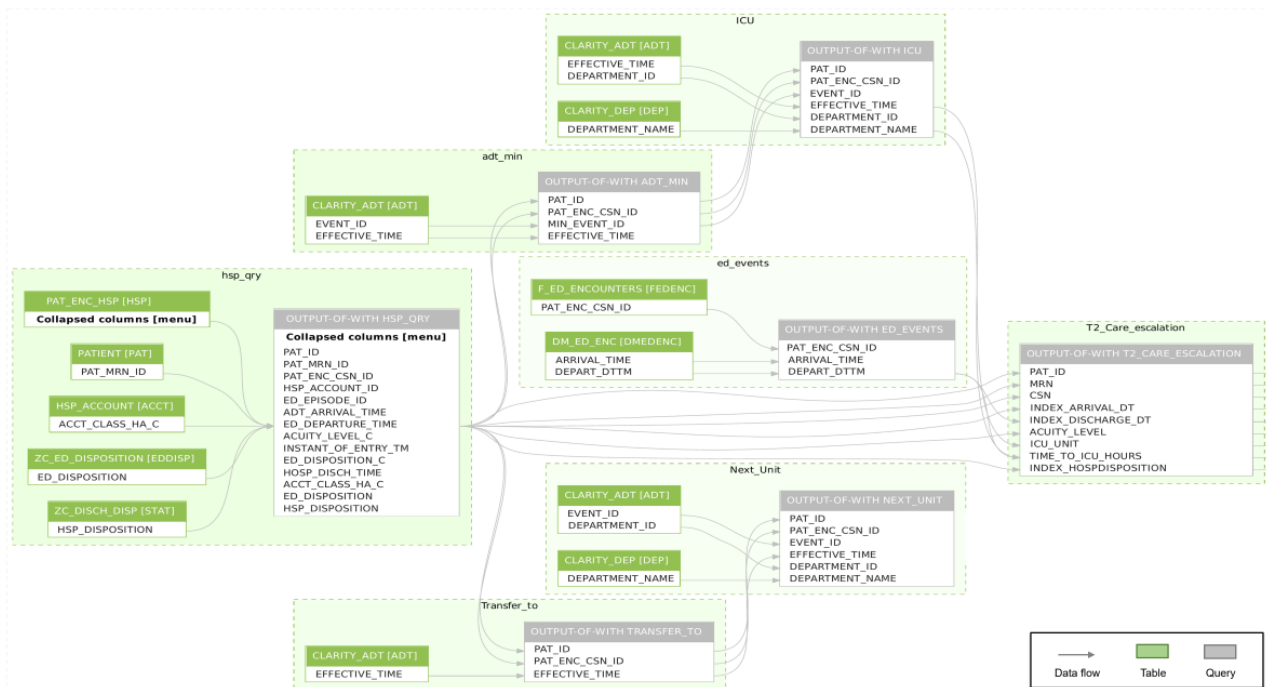 ICU
CLARITY_ADT [ADT]
EFFECTIVE_TIME
DEPARTMENT_ID
CLARITY_DEP [DEP]
DEPARTMENT_NAME
OUTPUT-OF-WITH ICU
PAT_ID
PAT_ENC_CSN_ID
EVENT_ID
EFFECTIVE_TIME
DEPARTMENT_ID
DEPARTMENT_NAME
adt_min
CLARITY_ADT [ADT]
EVENT_ID
EFFECTIVE_TIME
OUTPUT-OF-WITH ADT_MIN
PAT_ID
PAT_ENC_CSN_ID
MIN_EVENT_ID
EFFECTIVE_TIME
hsp_qry
PAT_ENC_HSP [HSP]
Collapsed columns [menu]
PATIENT [PAT]
PAT_MRN_ID
HSP_ACCOUNT [ACCT]
ACCT_CLASS_HA_C
ZC_ED_DISPOSITION [EDDISP]
ED_DISPOSITION
ZC_DISCH_DISP [STAT]
HSP_DISPOSITION
OUTPUT-OF-WITH HSP_QRY
Collapsed columns [menu]
PAT_ID
PAT_MRN_ID
PAT_ENC_CSN_ID
HSP_ACCOUNT_ID
ED_EPISODE_ID
ADT_ARRIVAL_TIME
ED_DEPARTURE_TIME
ACUITY_LEVEL_C
INSTANT_OF_ENTRY_TM
ED_DISPOSITION_C
HOSP_DISCH_TIME
ACCT_CLASS_HA_C
ED_DISPOSITION
HSP_DISPOSITION
ed_events
F_ED_ENCOUNTERS [FEDENC]
PAT_ENC_CSN_ID
DM_ED_ENC [DMEDENC]
ARRIVAL_TIME
DEPART_DTTM
OUTPUT-OF-WITH ED_EVENTS
PAT_ENC_CSN_ID
ARRIVAL_TIME
DEPART_DTTM
T2_Care_escalation
OUTPUT-OF-WITH T2_CARE_ESCALATION
PAT_ID
MRN
CSN
INDEX_ARRIVAL_DT
INDEX_DISCHARGE_DT
ACUITY_LEVEL
ICU_UNIT
TIME_TO_ICU_HOURS
INDEX_HOSPDISPOSITION
Next_Unit
CLARITY_ADT [ADT]
EVENT_ID
DEPARTMENT_ID
CLARITY_DEP [DEP]
DEPARTMENT_NAME
OUTPUT-OF-WITH NEXT_UNIT
PAT_ID
PAT_ENC_CSN_ID
EVENT_ID
EFFECTIVE_TIME
DEPARTMENT_ID
DEPARTMENT_NAME
Transfer_to
CLARITY_ADT [ADT]
EFFECTIVE_TIME
OUTPUT-OF-WITH TRANSFER_TO
PAT_ID
PAT_ENC_CSN_ID
EFFECTIVE_TIME
Data flow
Table
Query